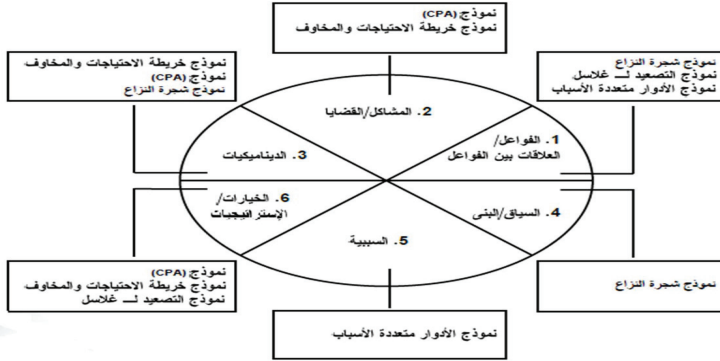 نموذج (CPA)
نموذج خريطة الاحتياجات والمخاوف
نموذج شجرة النزاع
نموذج التصعيد لـــ غلاسل
نموذج الأدوار متعددة الأسباب
نموذج خريطة الاحتياجات والمخاوف
نموذج (CPA)
نموذج شجرة النزاع
2. المشاكل/القضايا
1. الفواعل/
العلاقات بين الفواعل
3. الديناميكيات
6. الخيارات/
الإستراتيجيات
4. السياق/البنى
5. السببية
نموذج شجرة النزاع
نموذج (CPA)
نموذج خريطة الاحتياجات والمخاوف
نموذج التصعيد لـــ غلاسل
نموذج الأدوار متعددة الأسباب